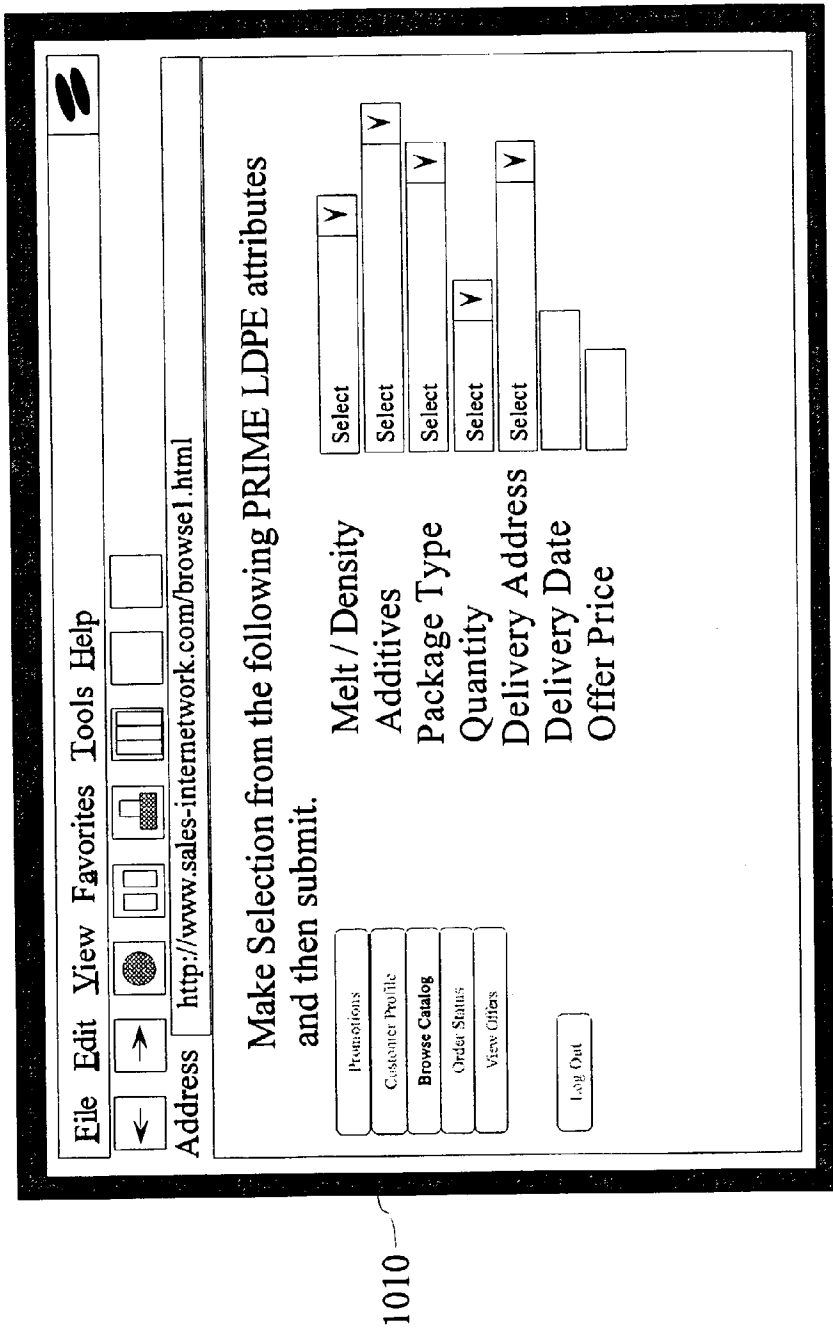 File Edit View Favorites Tools Help
Address http://www.sales-internetwork.com/browse1.html
Make Selection from the following PRIME LDPE attributes
and then submit.
Promotions
Customer Profile
Browse Catalog
Order Status
View Offers
Log Out
Melt / Density Select
Additives Select
Package Type Select
Quantity Select
Delivery Address Select
Delivery Date
Offer Price
1010